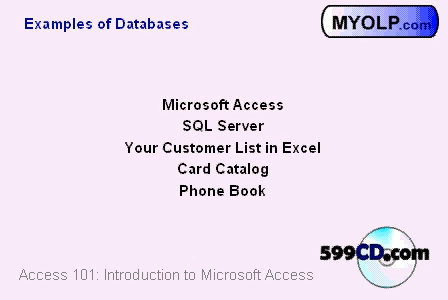 Examples of Databases
MYOLP.com
Microsoft Access
SQL Server
Your Customer List in Excel
Card Catalog
Phone Book
599CD.com
Access 101: Introduction to Microsoft Access